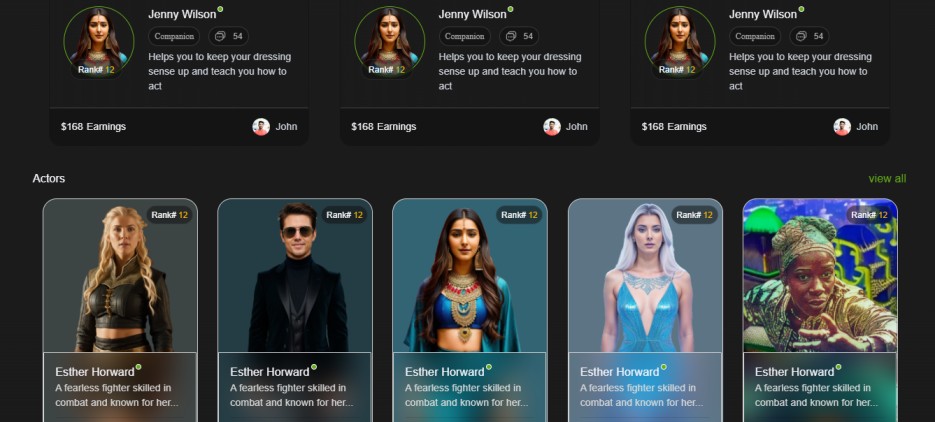 Jenny Wilson
Companion 54
Helps you to keep your dressing
sense up and teach you how to
act
Rank# 12
$168 Earnings
John
Jenny Wilson
Companion 54
Helps you to keep your dressing
sense up and teach you how to
act
Rank# 12
$168 Earnings
John
Jenny Wilson
Companion 54
Helps you to keep your dressing
sense up and teach you how to
act
Rank# 12
$168 Earnings
John
Actors
view all
Rank# 12
Esther Horward
A fearless fighter skilled in
combat and known for her...
Rank# 12
Esther Horward
A fearless fighter skilled in
combat and known for her...
Rank# 12
Esther Horward
A fearless fighter skilled in
combat and known for her...
Rank# 12
Esther Horward
A fearless fighter skilled in
combat and known for her...
Rank# 12
Esther Horward
A fearless fighter skilled in
combat and known for her...